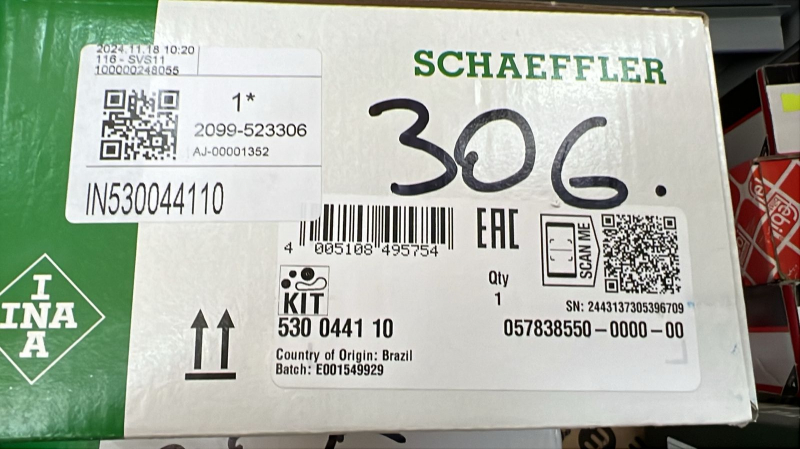 2024.11.18 10:20
116 - SVS11
100000248055
1*
2099-523306
AJ-00001352
IN530044110
SCHAEFFLER
306.
4 005108 495754
EAC
SCAN ME
KIT
Qty
1
SN: 2443137305396709
530 0441 10
057838550-0000-00
Country of Origin: Brazil
Batch: E001549929
INA
INA